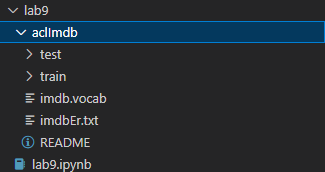 lab9
aclImdb
test
train
imdb.vocab
imdbEr.txt
README
lab9.ipynb